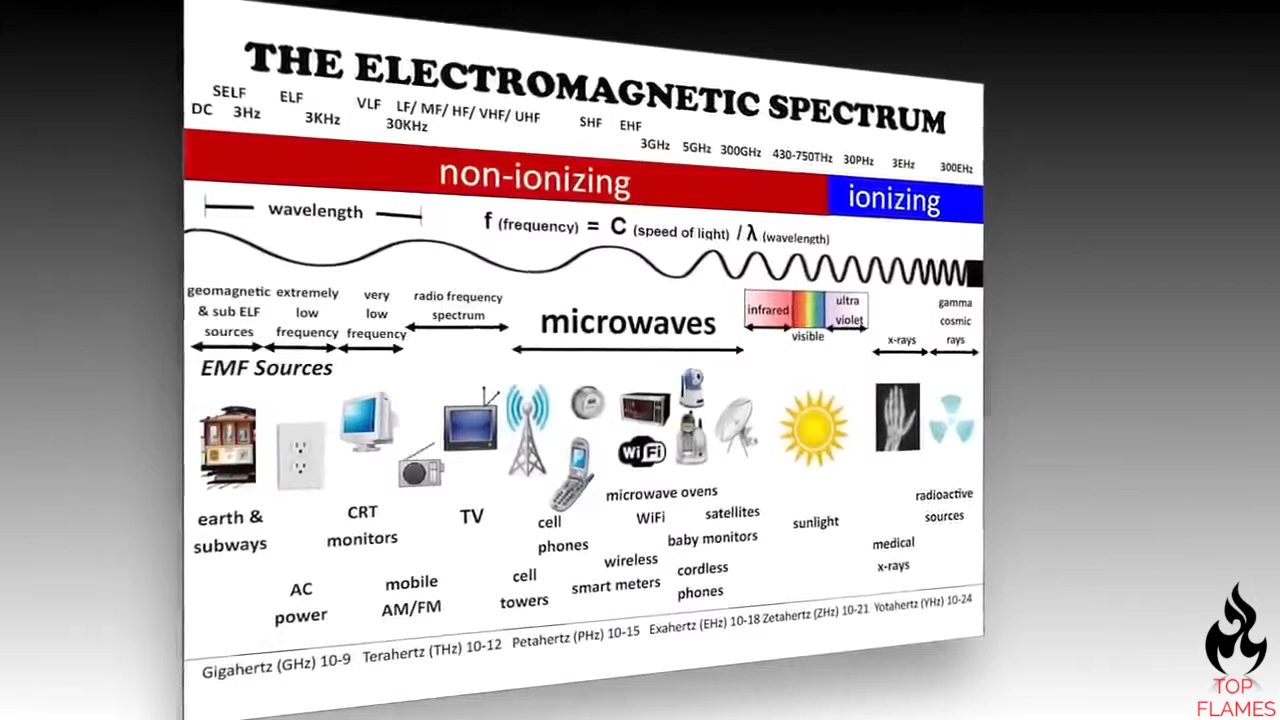 THE ELECTROMAGNETIC SPECTRUM
SELF ELF VLF LF/ MF/ HF/ VHF/ UHF SHF EHF
DC 3Hz 3KHz 30KHz 3GHz 5GHz 300GHz 430-750THz 30PHz 3EHz 300EHz
non-ionizing ionizing
wavelength
f (frequency) = C (speed of light) / λ (wavelength)
geomagnetic
& sub ELF
sources
extremely
low
frequency
very
low
frequency
radio frequency
spectrum
microwaves
infrared
visible
ultra
violet
x-rays
gamma
cosmic
rays
EMF Sources
WiFi
earth &
subways
AC
power
CRT
monitors
mobile
AM/FM
TV
cell
phones
cell
towers
microwave ovens
WiFi
satellites
baby monitors
wireless
smart meters
cordless
phones
sunlight
medical
x-rays
radioactive
sources
Gigahertz (GHz) 10-9 Terahertz (THz) 10-12 Petahertz (PHz) 10-15 Exahertz (EHz) 10-18 Zetahertz (ZHz) 10-21 Yotahertz (YHz) 10-24
TOP
FLAMES